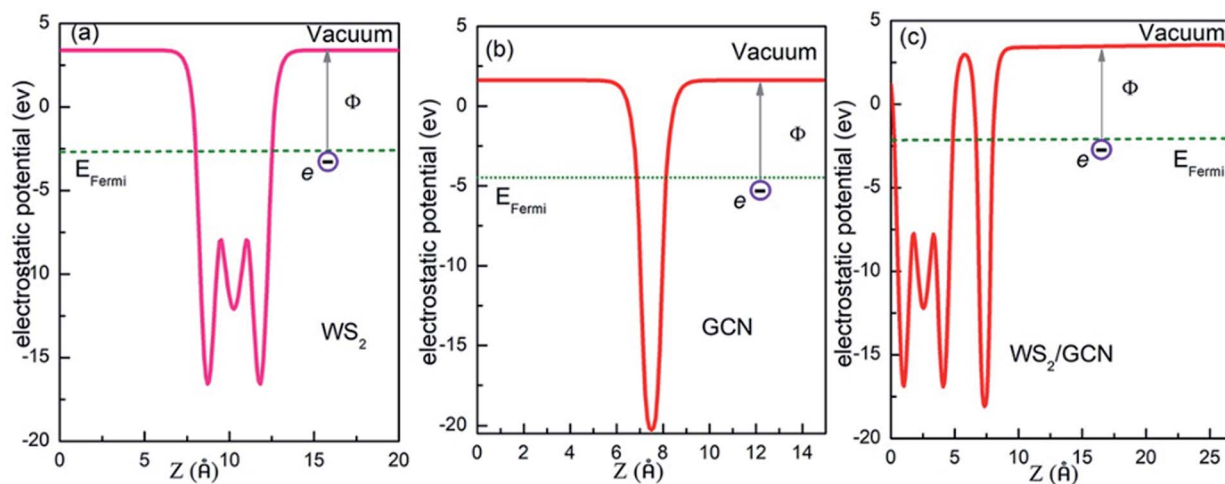 (a)
Vacuum
Φ
e
E_Fermi
WS₂
5
0
-5
-10
-15
-20
0
5
10
15
20
electrostatic potential (ev)
Z (Å)
(b)
Vacuum
Φ
e
E_Fermi
GCN
5
0
-5
-10
-15
-20
0
2
4
6
8
10
12
14
electrostatic potential (ev)
Z (Å)
(c)
Vacuum
Φ
e
E_Fermi
WS₂/GCN
5
0
-5
-10
-15
-20
0
5
10
15
20
25
electrostatic potential (ev)
Z (Å)